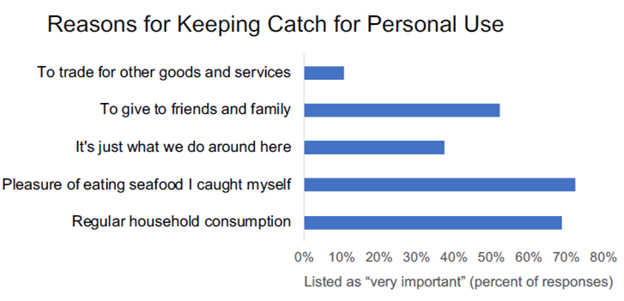 Reasons for Keeping Catch for Personal Use
To trade for other goods and services
To give to friends and family
It's just what we do around here
Pleasure of eating seafood I caught myself
Regular household consumption
0% 10% 20% 30% 40% 50% 60% 70% 80%
Listed as “very important” (percent of responses)